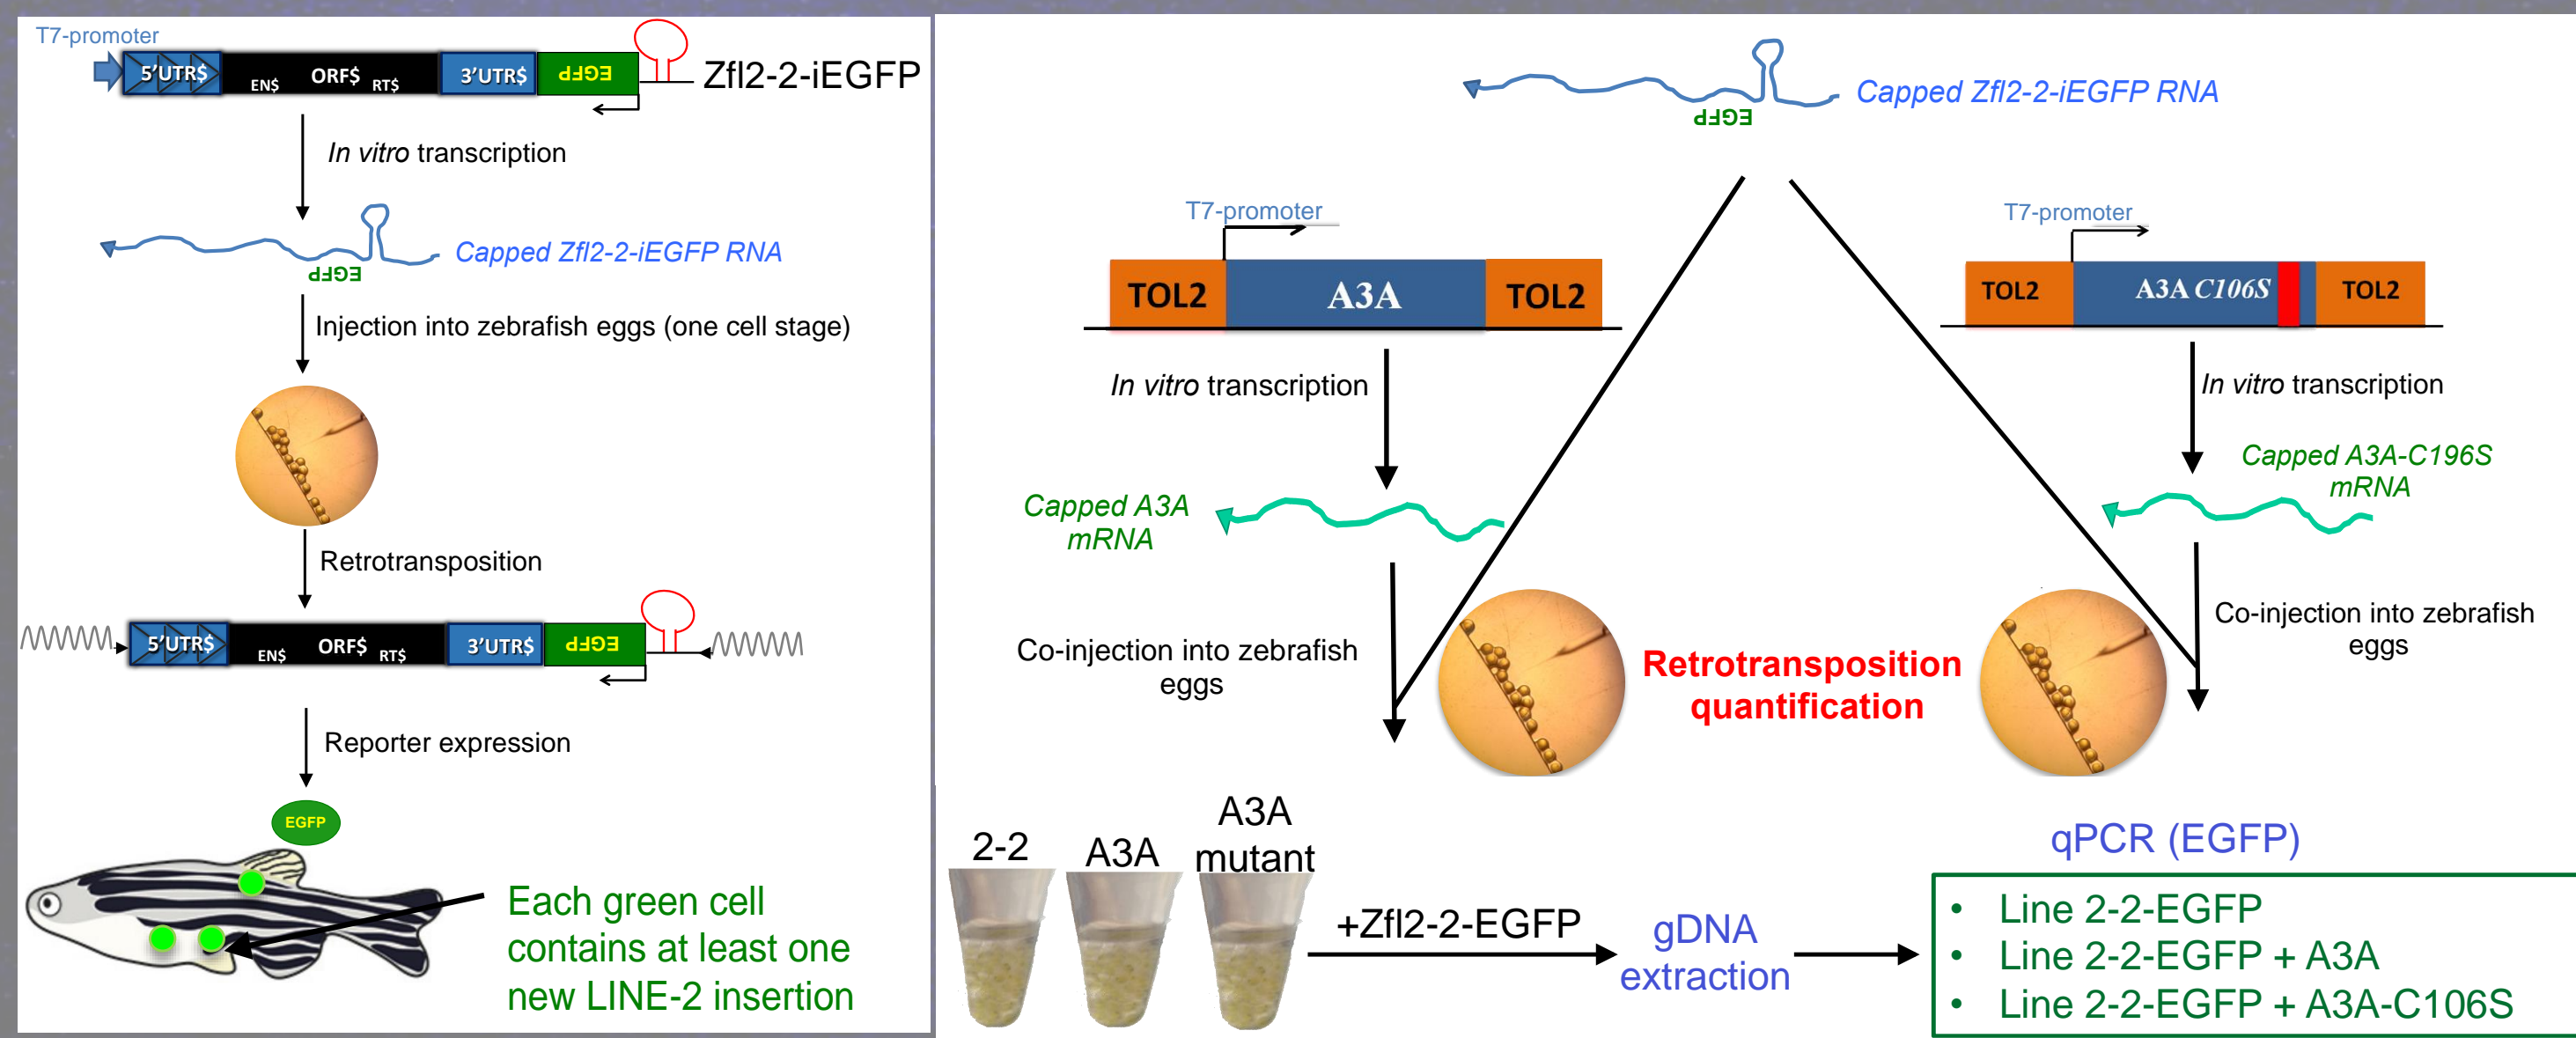 T7-promoter
5'UTR$ EN$ ORF$ RT$ 3'UTR$ EGFP
Zfl2-2-iEGFP
In vitro transcription
Capped Zfl2-2-iEGFP RNA
EGFP
Injection into zebrafish eggs (one cell stage)
Retrotransposition
5'UTR$ EN$ ORF$ RT$ 3'UTR$ EGFP
Reporter expression
EGFP
Each green cell
contains at least one
new LINE-2 insertion
Capped Zfl2-2-iEGFP RNA
EGFP
T7-promoter
TOL2 A3A TOL2
In vitro transcription
Capped A3A
mRNA
Co-injection into zebrafish
eggs
T7-promoter
TOL2 A3A C106S TOL2
In vitro transcription
Capped A3A-C196S
mRNA
Co-injection into zebrafish
eggs
Retrotransposition
quantification
2-2
A3A
A3A
mutant
+Zfl2-2-EGFP
gDNA
extraction
qPCR (EGFP)
• Line 2-2-EGFP
• Line 2-2-EGFP + A3A
• Line 2-2-EGFP + A3A-C106S